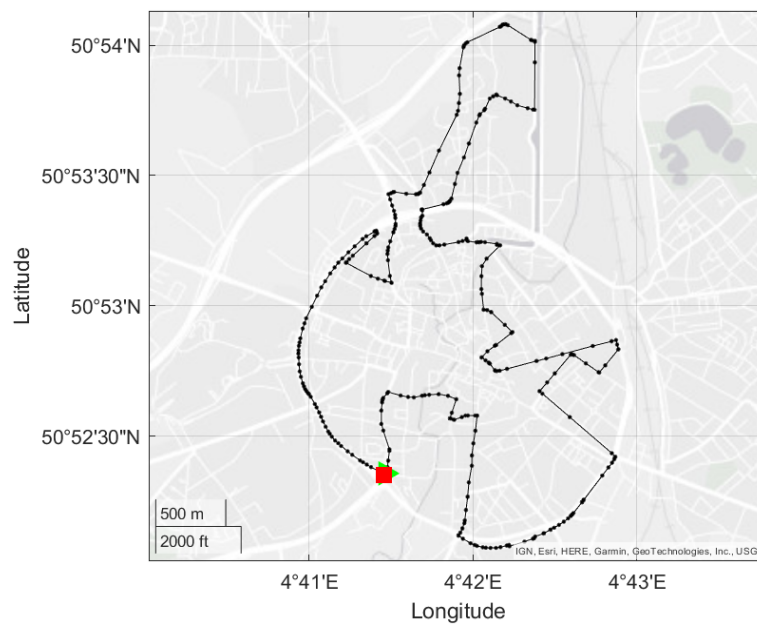 50°54'N
50°53'30"N
50°53'N
50°52'30"N
Latitude
500 m
2000 ft
IGN, Esri, HERE, Garmin, GeoTechnologies, Inc., USG
4°41'E
4°42'E
4°43'E
Longitude